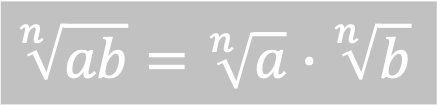 ⁿ√(ab) = ⁿ√a · ⁿ√b